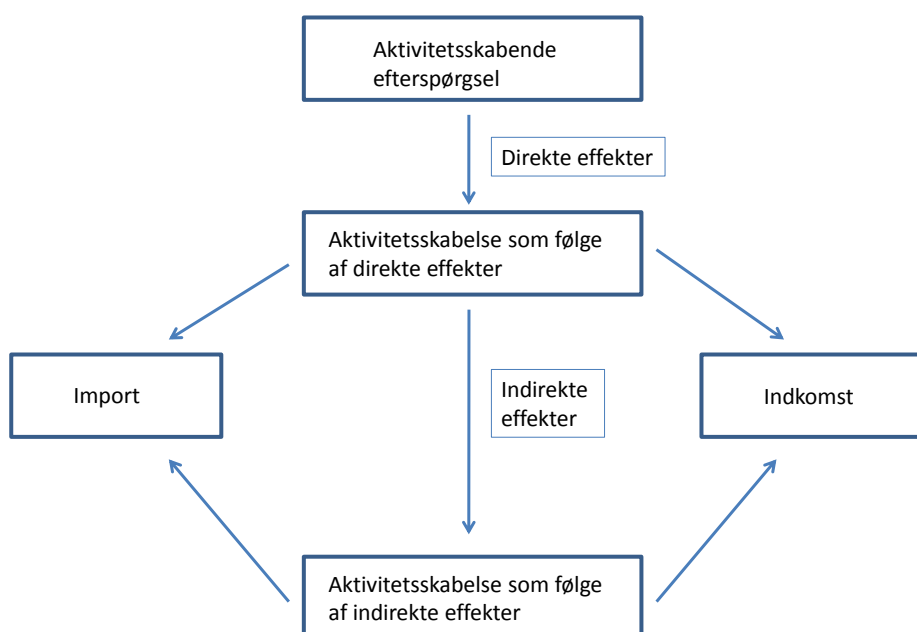 Aktivitetsskabende
efterspørgsel
Direkte effekter
Aktivitetsskabelse som følge
af direkte effekter
Import
Indirekte
effekter
Indkomst
Aktivitetsskabelse som følge
af indirekte effekter